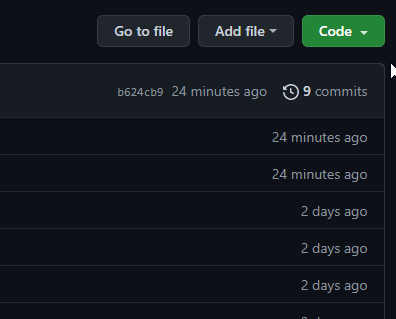 Go to file Add file Code
b624cb9 24 minutes ago 9 commits
24 minutes ago
24 minutes ago
2 days ago
2 days ago
2 days ago